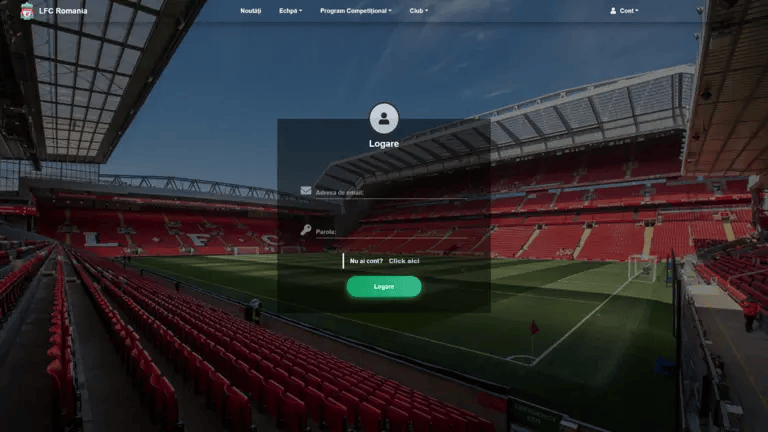 LFC Romania
Noutăți
Echpă
Program Competițional
Club
Cont
Logare
Adresa de email:
Parola:
Nu ai cont? Click aici
Logare
L F C